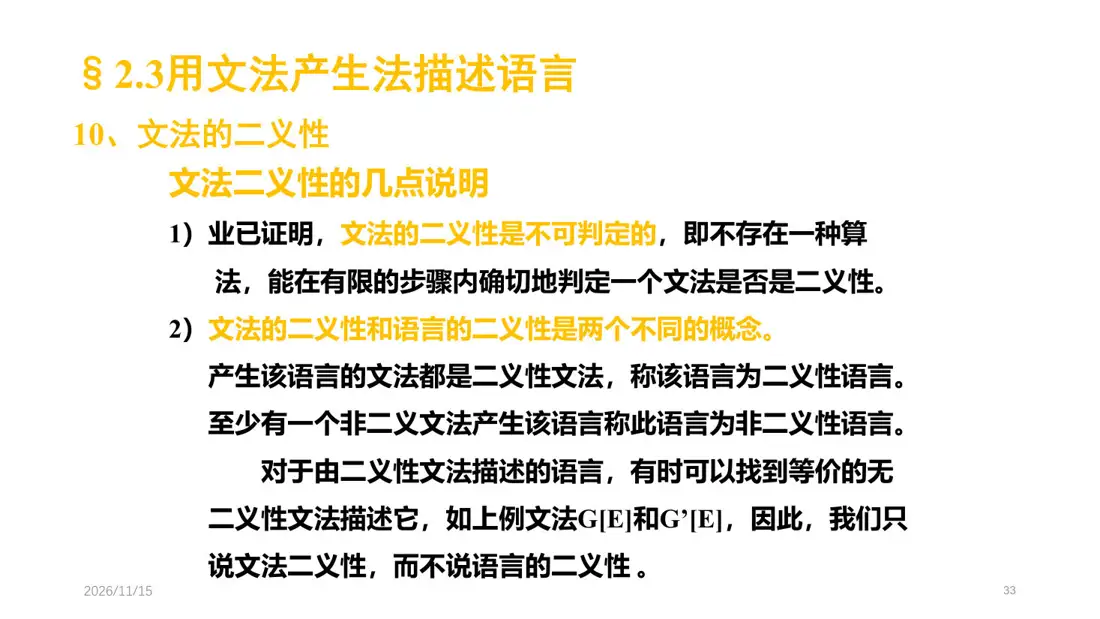 §2.3用文法产生法描述语言
10、文法的二义性
文法二义性的几点说明
1）业已证明，文法的二义性是不可判定的，即不存在一种算
法，能在有限的步骤内确切地判定一个文法是否是二义性。
2）文法的二义性和语言的二义性是两个不同的概念。
产生该语言的文法都是二义性文法，称该语言为二义性语言。
至少有一个非二义文法产生该语言称此语言为非二义性语言。
对于由二义性文法描述的语言，有时可以找到等价的无
二义性文法描述它，如上例文法G[E]和G’[E]，因此，我们只
说文法二义性，而不说语言的二义性 。
2026/11/15
33